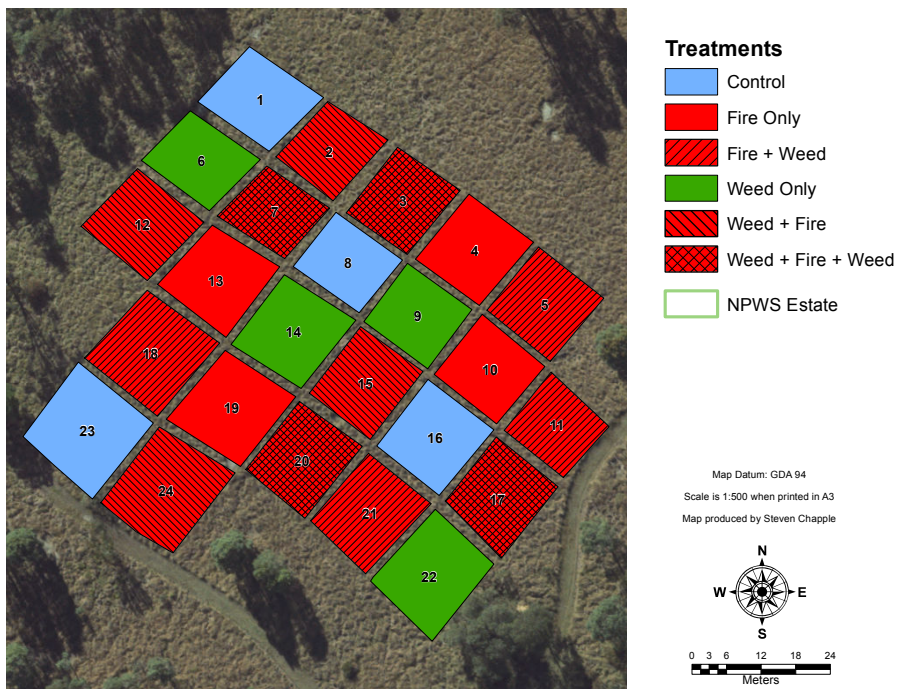 1
2
6
3
7
12
4
8
13
5
9
14
18
10
15
19
11
23
16
20
24
17
21
22
Treatments
Control
Fire Only
Fire + Weed
Weed Only
Weed + Fire
Weed + Fire + Weed
NPWS Estate
Map Datum: GDA 94
Scale is 1:500 when printed in A3
Map produced by Steven Chapple
N
W E
S
0 3 6 12 18 24
Meters